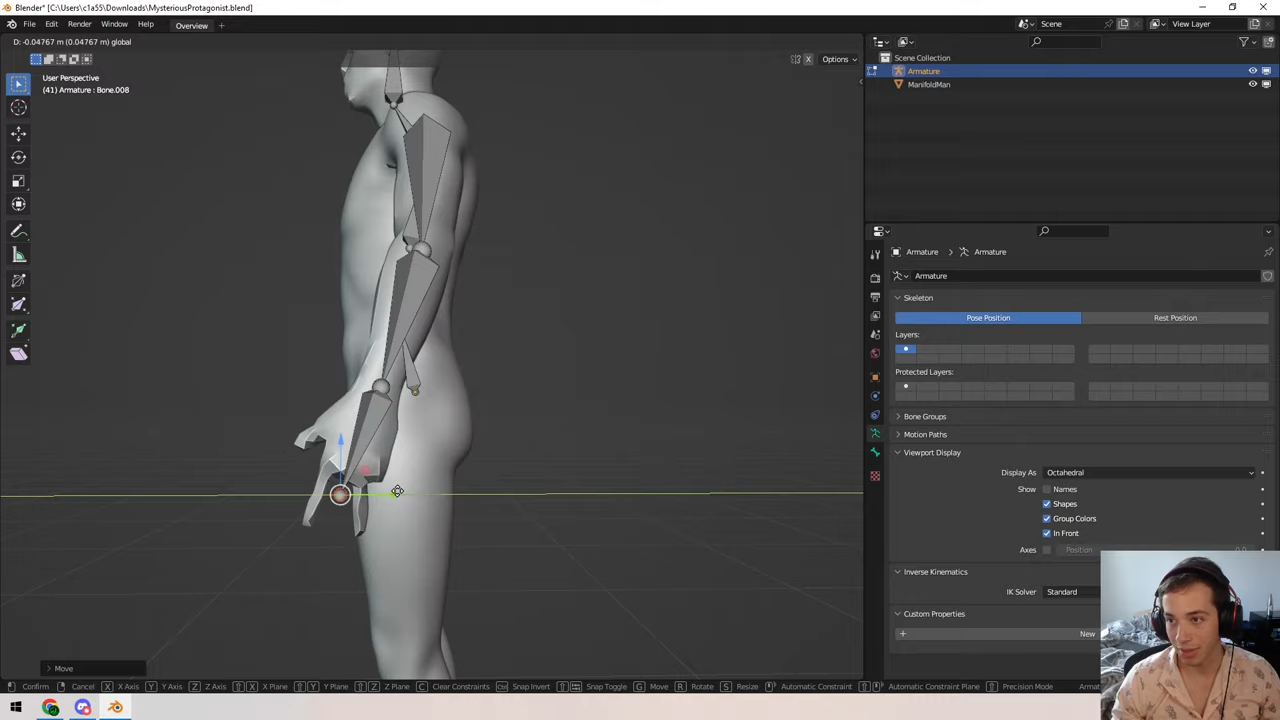 Blender* [C:\Users\c1a55\Downloads\MysteriousProtagonist.blend]
File Edit Render Window Help Overview + Scene View Layer
D: -0.04767 m (0.04767 m) global
X Options
User Perspective
(41) Armature : Bone.008
Scene Collection
Armature
ManifoldMan
Armature > Armature
Armature
Skeleton
Pose Position Rest Position
Layers:
Protected Layers:
Bone Groups
Motion Paths
Viewport Display
Display As Octahedral
Show Names
Shapes
Group Colors
In Front
Axes Position
Inverse Kinematics
IK Solver Standard
Custom Properties
+ New
> Move
Confirm Cancel X X Axis Y Y Axis Z Z Axis X X Plane Y Y Plane Z Z Plane C Clear Constraints Snap Invert Snap Toggle G Move R Rotate S Resize Automatic Constraint Automatic Constraint Plane Precision Mode